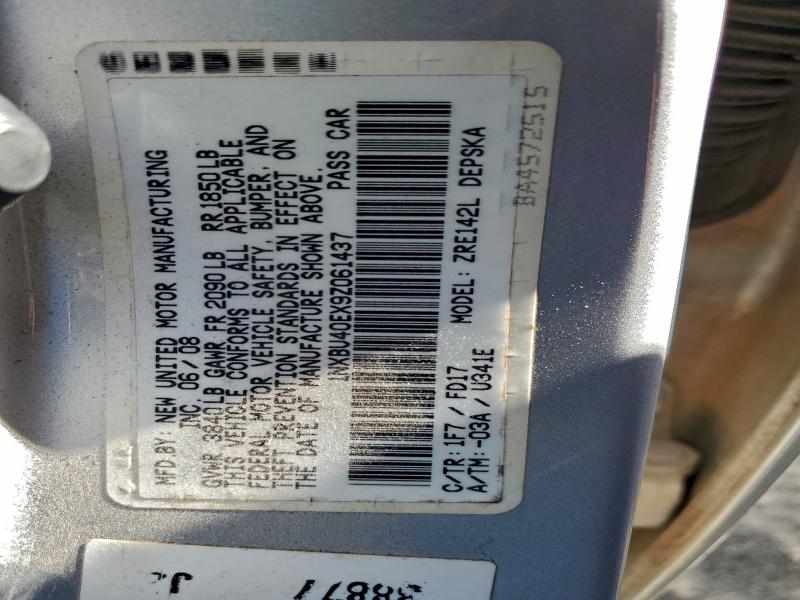 MFD.BY: NEW UNITED MOTOR MANUFACTURING
INC. 06/08
GVWR 3840LB GAWR FR 2090LB RR 1850LB
THIS VEHICLE CONFORMS TO ALL APPLICABLE
FEDERAL MOTOR VEHICLE SAFETY, BUMPER, AND
THEFT PREVENTION STANDARDS IN EFFECT ON
THE DATE OF MANUFACTURE SHOWN ABOVE.
1NXBU40EX9Z061437 PASS CAR
C/TR: 1F7 / FD17 MODEL: ZRE142L DEPSKA
A/TM: -03A / U341E